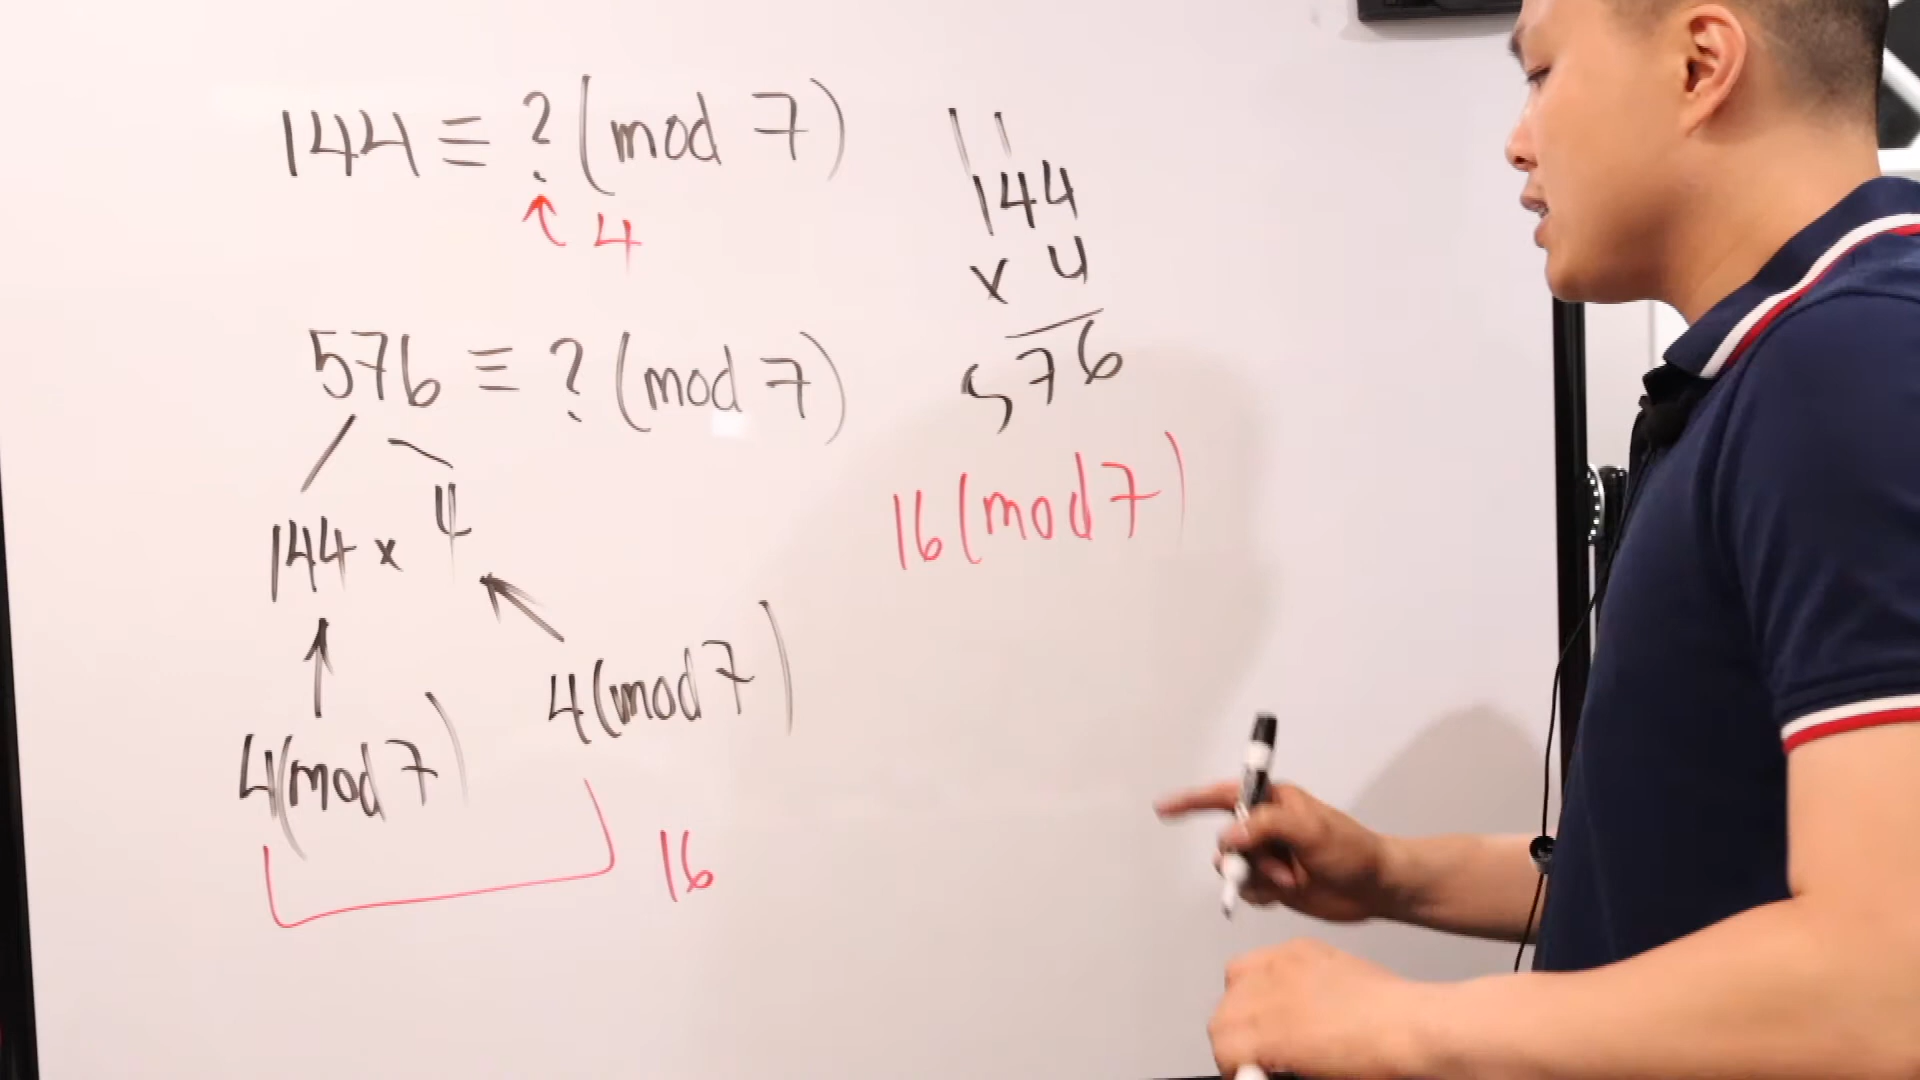 144 ≡ ? (mod 7)
4
576 ≡ ? (mod 7)
144 x 4
4(mod 7)
4(mod 7)
16
11
144
x 4
576
16(mod 7)